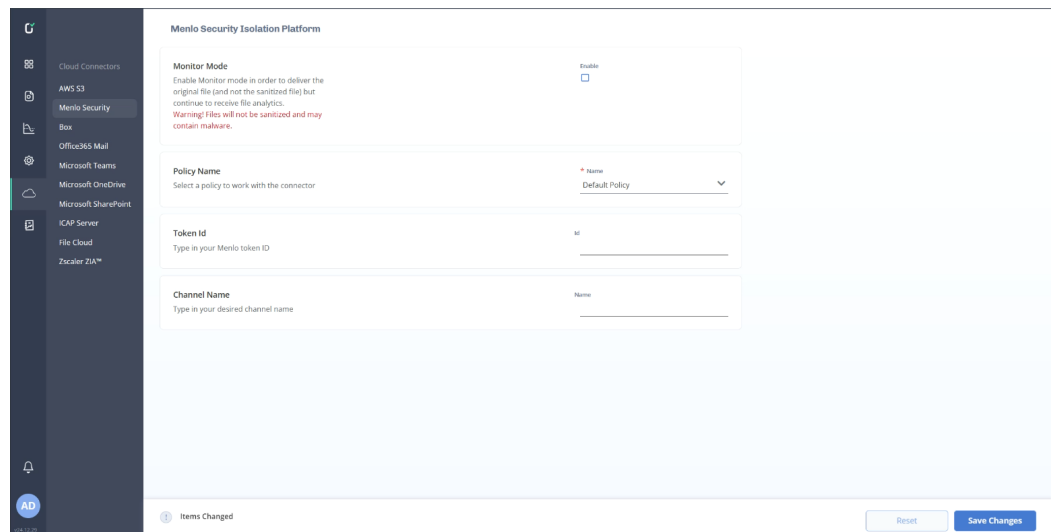 Menlo Security Isolation Platform
Cloud Connectors
AWS S3
Menlo Security
Box
Office365 Mail
Microsoft Teams
Microsoft OneDrive
Microsoft SharePoint
ICAP Server
File Cloud
Zscaler ZIA™
Monitor Mode
Enable Monitor mode in order to deliver the
original file (and not the sanitized file) but
continue to receive file analytics.
Warning! Files will not be sanitized and may
contain malware.
Enable
Policy Name
Select a policy to work with the connector
* Name
Default Policy
Token Id
Type in your Menlo token ID
Id
Channel Name
Type in your desired channel name
Name
AD
Items Changed
Reset
Save Changes